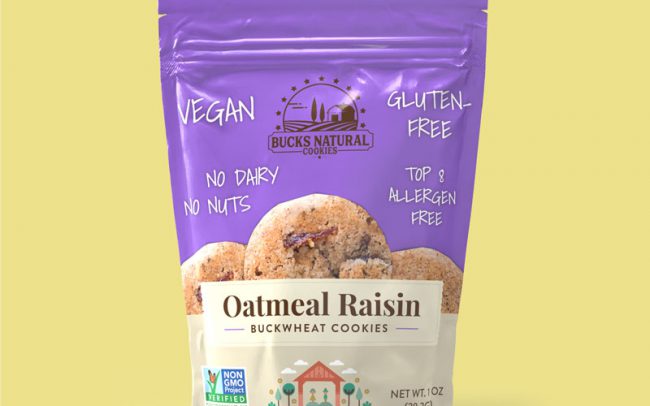 VEGAN
GLUTEN-
FREE
BUCKS NATURAL
COOKIES
NO DAIRY
NO NUTS
TOP 8
ALLERGEN
FREE
Oatmeal Raisin
BUCKWHEAT COOKIES
NON
GMO
Project
VERIFIED
NET WT. 1 OZ